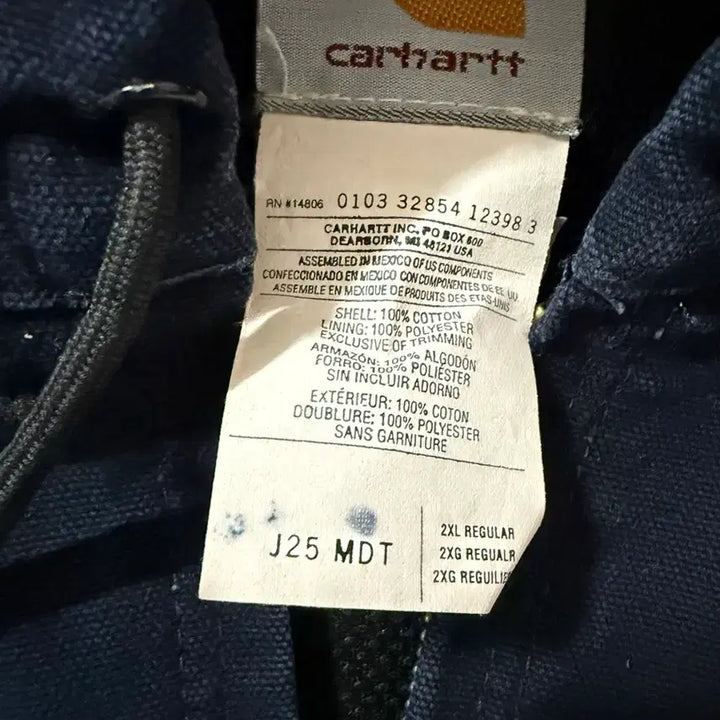 carhartt
RN #14806 0103 32854 12398 3
CARHARTT INC, PO BOX 600
DEARBORN, MI 48121 USA
ASSEMBLED IN MEXICO OF US COMPONENTS
CONFECCIONADO EN MEXICO CON COMPONENTES DE EE UU
ASSEMBLE EN MEXIQUE DE PRODUITS DES ETAS-UNIS
SHELL: 100% COTTON
LINING: 100% POLYESTER
EXCLUSIVE OF TRIMMING
ARMAZÓN: 100% ALGODÓN
FORRO: 100% POLIÉSTER
SIN INCLUIR ADORNO
EXTÉRIEUR: 100% COTON
DOUBLURE: 100% POLYESTER
SANS GARNITURE
J25 MDT
2XL REGULAR
2XG REGUALR
2XG